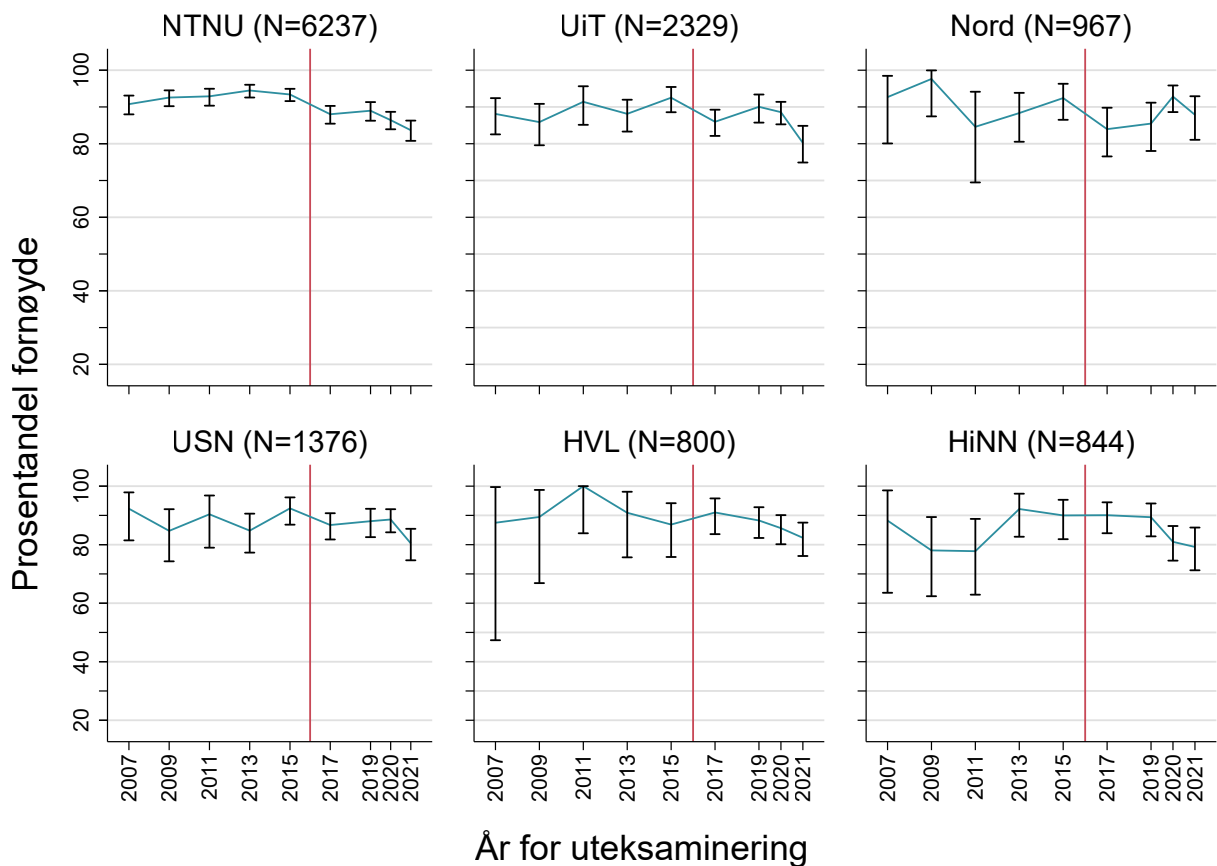 NTNU (N=6237)
UiT (N=2329)
Nord (N=967)
100
80
60
40
20
USN (N=1376)
HVL (N=800)
HiNN (N=844)
100
80
60
40
20
Prosentandel fornøyde
2007 2009 2011 2013 2015 2017 2019 2020 2021
2007 2009 2011 2013 2015 2017 2019 2020 2021
2007 2009 2011 2013 2015 2017 2019 2020 2021
År for uteksaminering